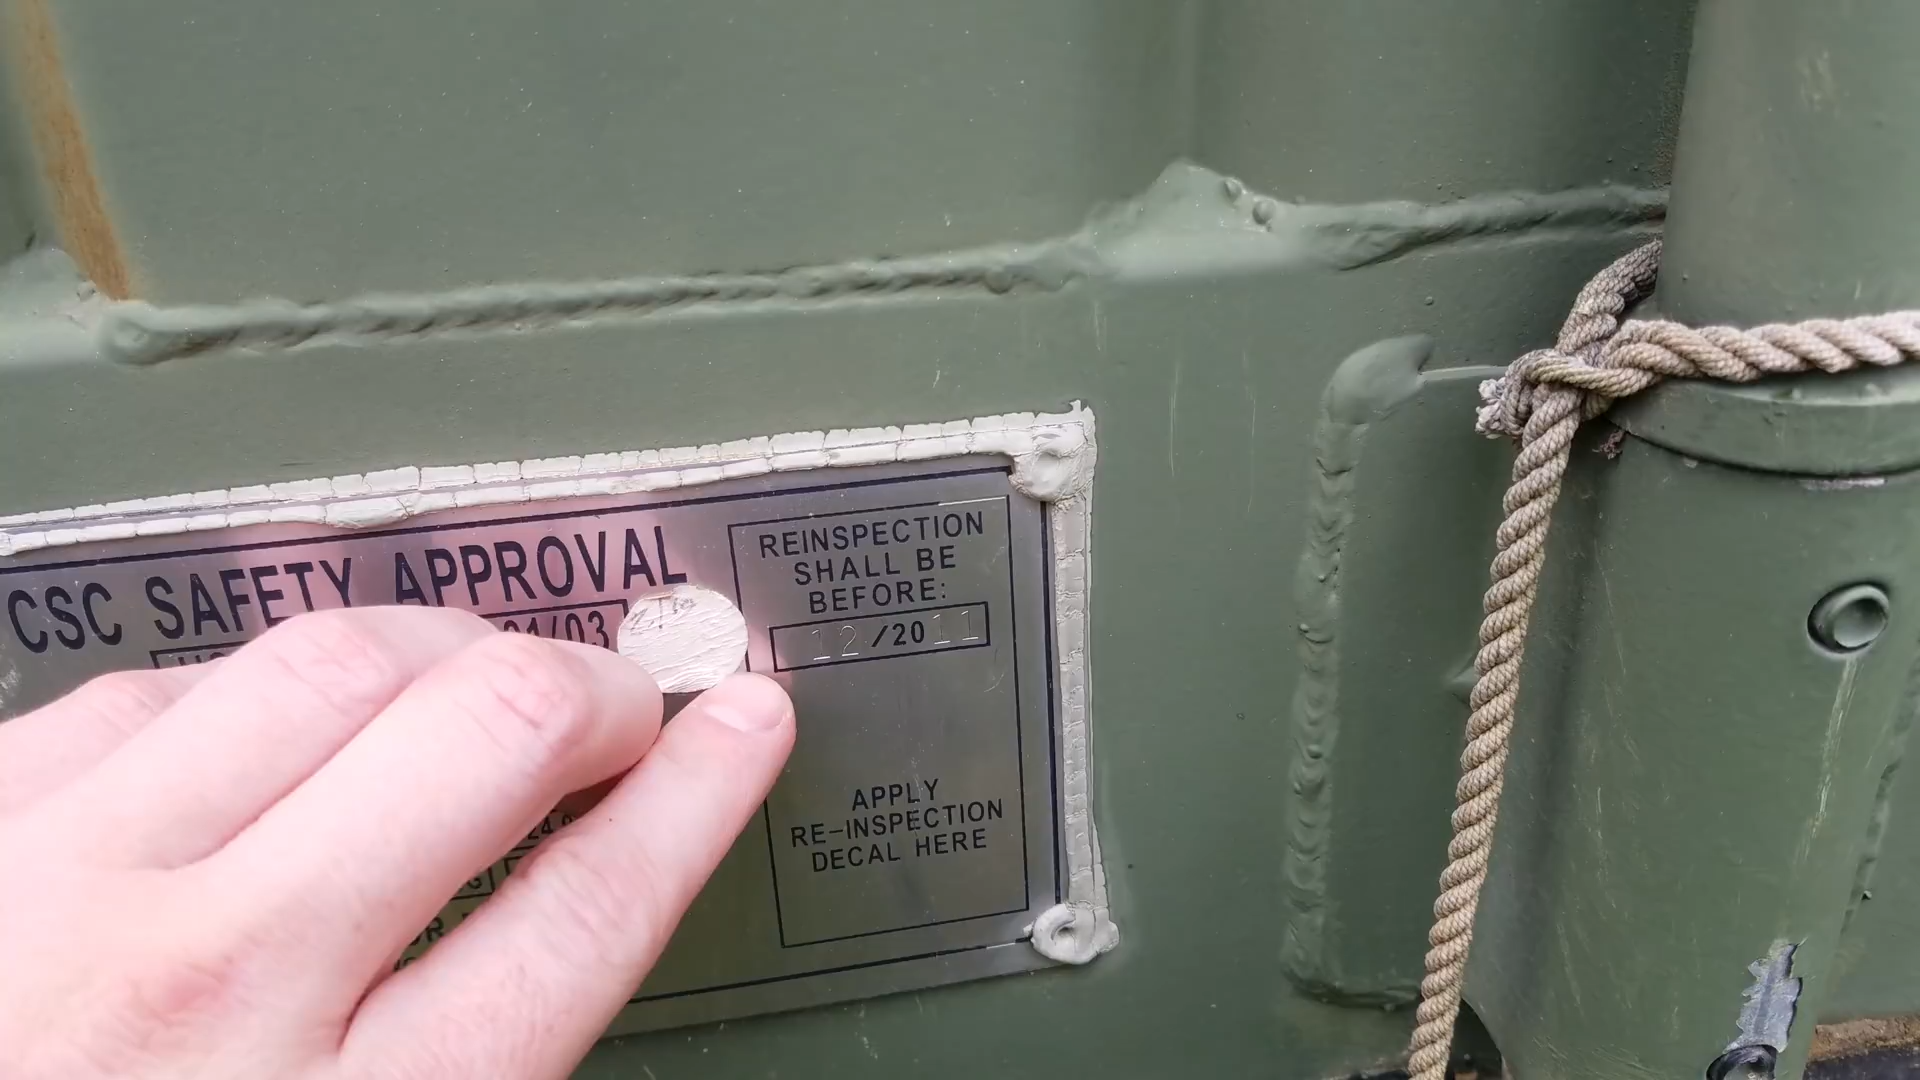 CSC SAFETY APPROVAL
01/03
REINSPECTION
SHALL BE
BEFORE:
12/2011
APPLY
RE-INSPECTION
DECAL HERE